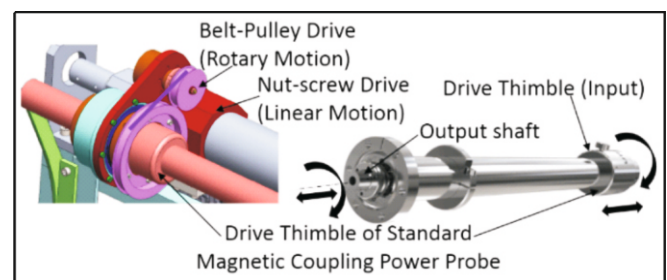 Belt-Pulley Drive
(Rotary Motion)
Nut-screw Drive
(Linear Motion)
Drive Thimble (Input)
Output shaft
Drive Thimble of Standard
Magnetic Coupling Power Probe